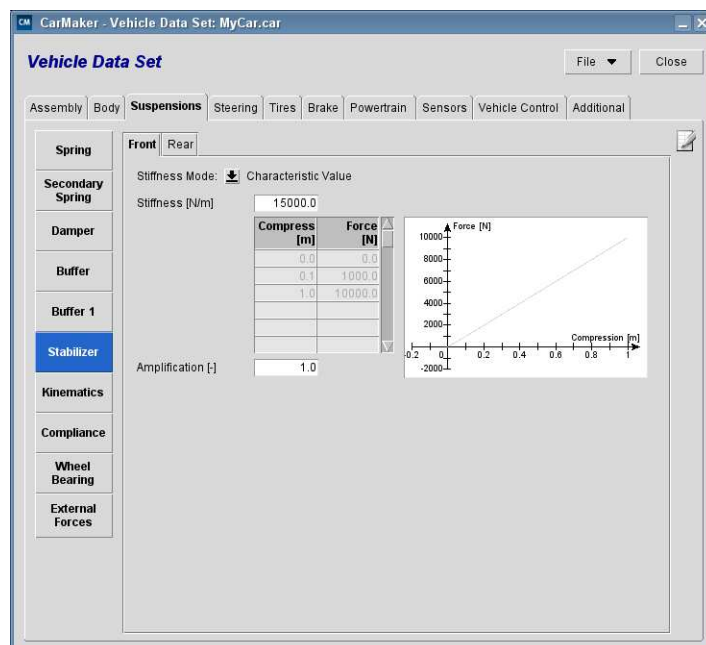 CM CarMaker - Vehicle Data Set: MyCar.car
Vehicle Data Set
File
Close
Assembly Body Suspensions Steering Tires Brake Powertrain Sensors Vehicle Control Additional
Spring
Secondary
Spring
Damper
Buffer
Buffer 1
Stabilizer
Kinematics
Compliance
Wheel
Bearing
External
Forces
Front Rear
Stiffness Mode: Characteristic Value
Stiffness [N/m] 15000.0
Compress Force
[m] [N]
0.0 0.0
0.1 1000.0
1.0 10000.0
Amplification [-] 1.0
Force [N]
10000
8000
6000
4000
2000
Compression [m]
-0.2 0 0.2 0.4 0.6 0.8 1
-2000